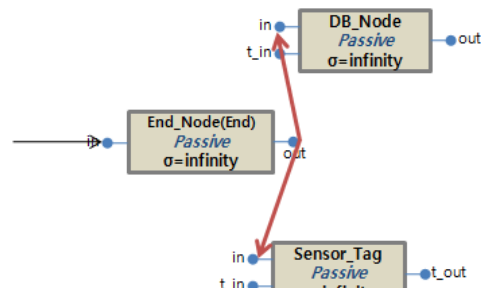 in
DB_Node
out
t_in
Passive
σ=infinity
End_Node(End)
in
Passive
out
σ=infinity
in
Sensor_Tag
t_out
Passive
t_in